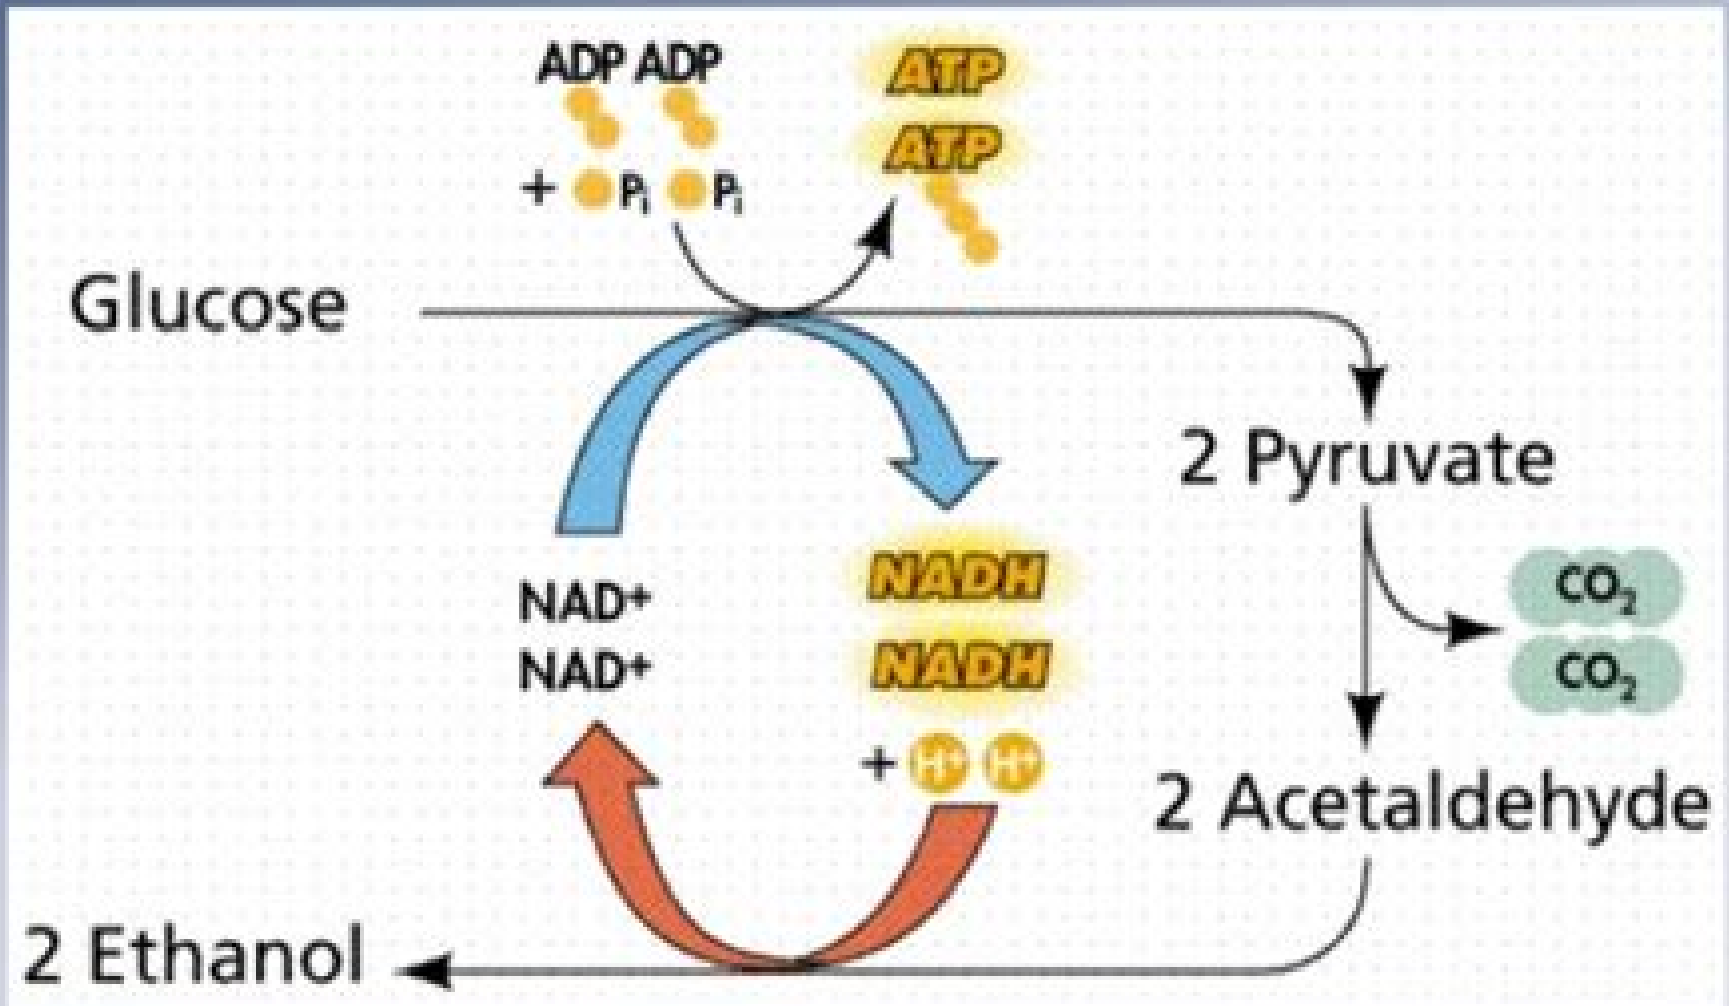 ADP ADP
ATP
ATP
+ Pi Pi
Glucose
2 Pyruvate
NAD+
NAD+
NADH
NADH
+ H+ H+
CO2
CO2
2 Acetaldehyde
2 Ethanol